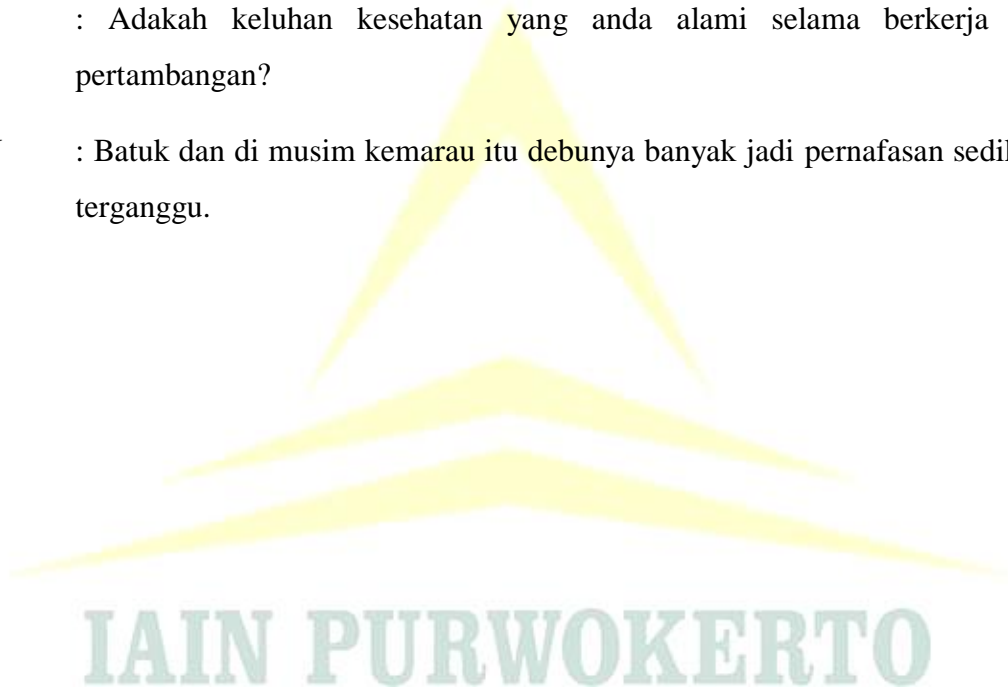 : Adakah keluhan kesehatan yang anda alami selama berkerja
pertambangan?
: Batuk dan di musim kemarau itu debunya banyak jadi pernafasan
terganggu.
IAIN PURWOKERTO